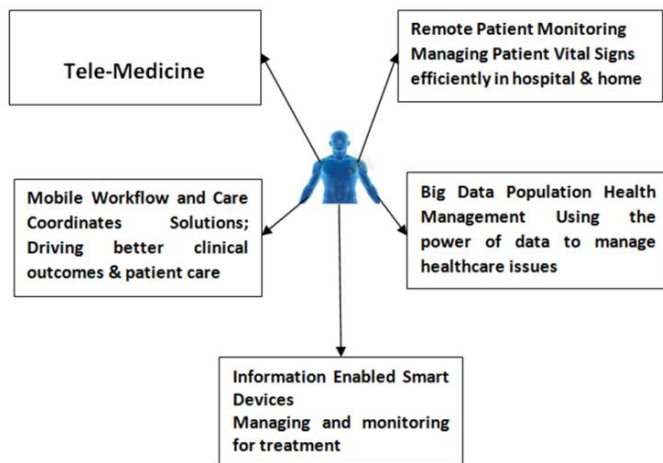 Tele-Medicine
Remote Patient Monitoring
Managing Patient Vital Signs
efficiently in hospital & home
Mobile Workflow and Care
Coordinates Solutions;
Driving better clinical
outcomes & patient care
Big Data Population Health
Management Using the
power of data to manage
healthcare issues
Information Enabled Smart
Devices
Managing and monitoring
for treatment